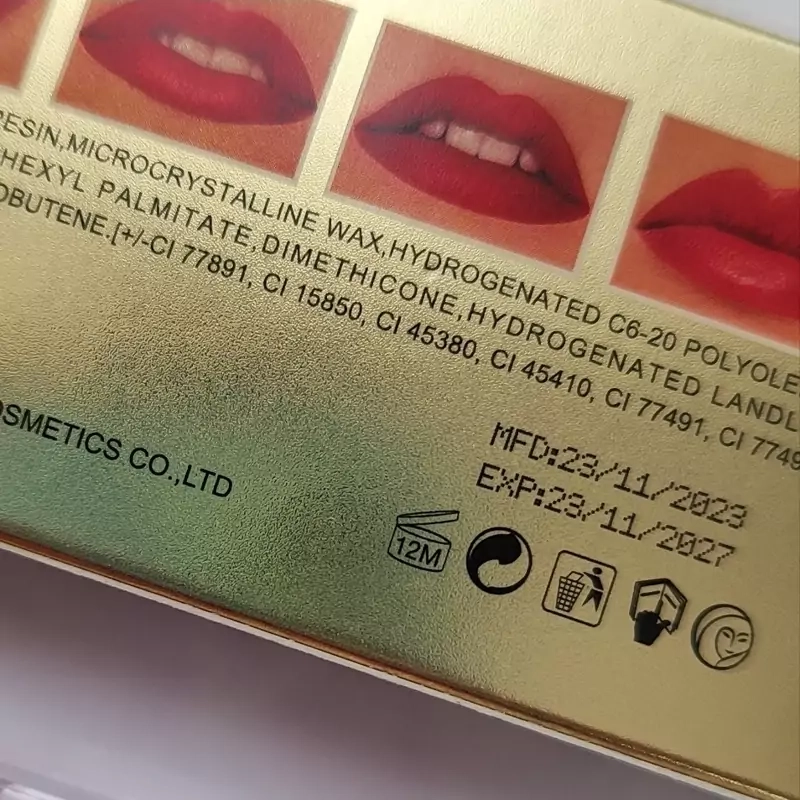 RESIN,MICROCRYSTALLINE WAX,HYDROGENATED C6-20 POLYOLE
HEXYL PALMITATE,DIMETHICONE,HYDROGENATED LANDL
OBUTENE.[+/-CI 77891, CI 15850, CI 45380, CI 45410, CI 77491, CI 7749
OSMETICS CO.,LTD
MFD:23/11/2023
EXP:23/11/2027
12M